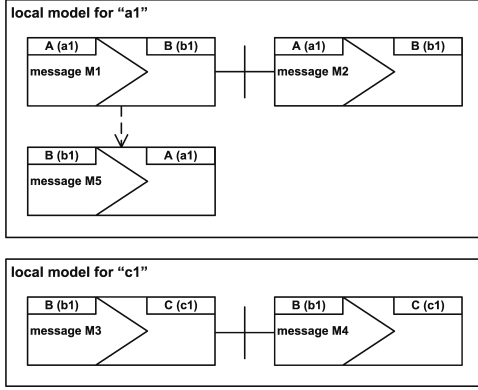 local model for “a1”
A (a1) B (b1) A (a1) B (b1)
message M1 message M2
B (b1) A (a1)
message M5
local model for “c1”
B (b1) C (c1) B (b1) C (c1)
message M3 message M4